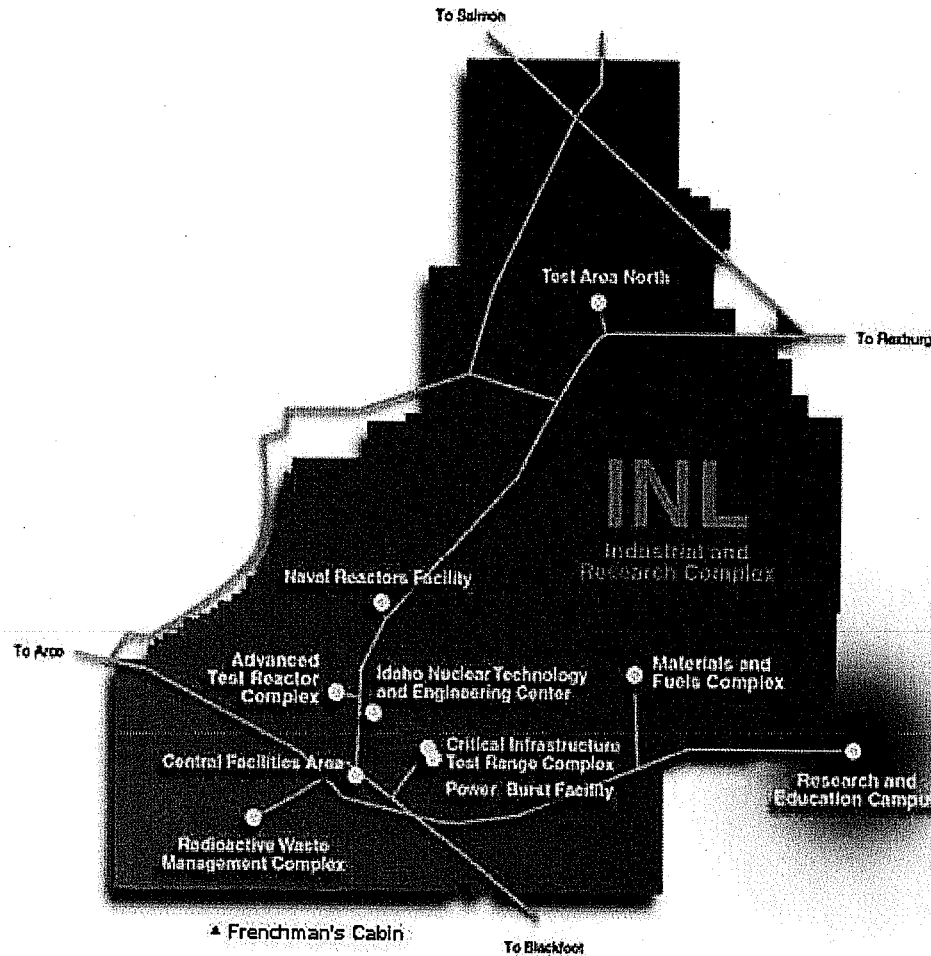 To Salmon
Test Area North
To Rexburg
INL
Industrial and
Research Complex
Naval Reactors Facility
To Arco
Advanced
Test Reactor
Complex
Idaho Nuclear Technology
and Engineering Center
Materials and
Fuels Complex
Central Facilities Area
Critical Infrastructure
Test Range Complex
Power Burst Facility
Research and
Education Campu
Radioactive Waste
Management Complex
Frenchman's Cabin
To Blackfoot